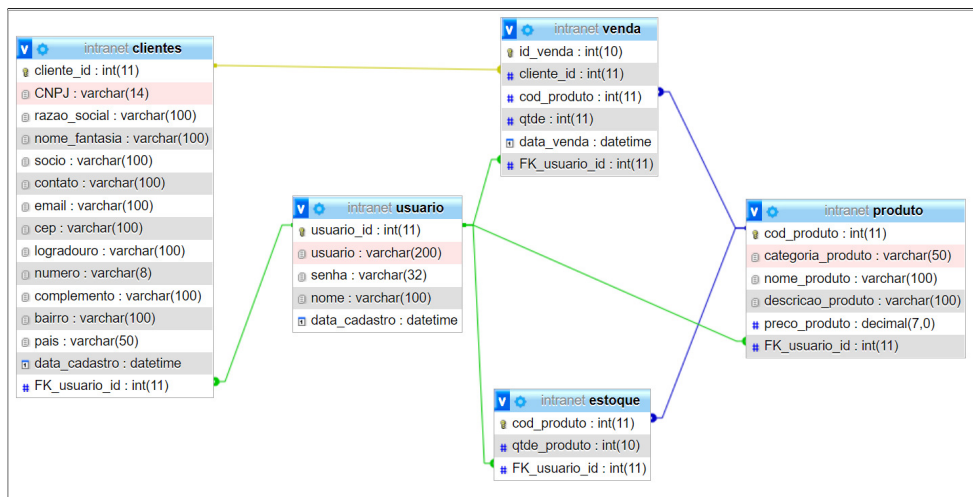 intranet clientes
cliente_id : int(11)
CNPJ : varchar(14)
razao_social : varchar(100)
nome_fantasia : varchar(100)
socio : varchar(100)
contato : varchar(100)
email : varchar(100)
cep : varchar(100)
logradouro : varchar(100)
numero : varchar(8)
complemento : varchar(100)
bairro : varchar(100)
pais : varchar(50)
data_cadastro : datetime
FK_usuario_id : int(11)
intranet usuario
usuario_id : int(11)
usuario : varchar(200)
senha : varchar(32)
nome : varchar(100)
data_cadastro : datetime
intranet venda
id_venda : int(10)
cliente_id : int(11)
cod_produto : int(11)
qtde : int(11)
data_venda : datetime
FK_usuario_id : int(11)
intranet estoque
cod_produto : int(11)
qtde_produto : int(10)
FK_usuario_id : int(11)
intranet produto
cod_produto : int(11)
categoria_produto : varchar(50)
nome_produto : varchar(100)
descricao_produto : varchar(100)
preco_produto : decimal(7,0)
FK_usuario_id : int(11)